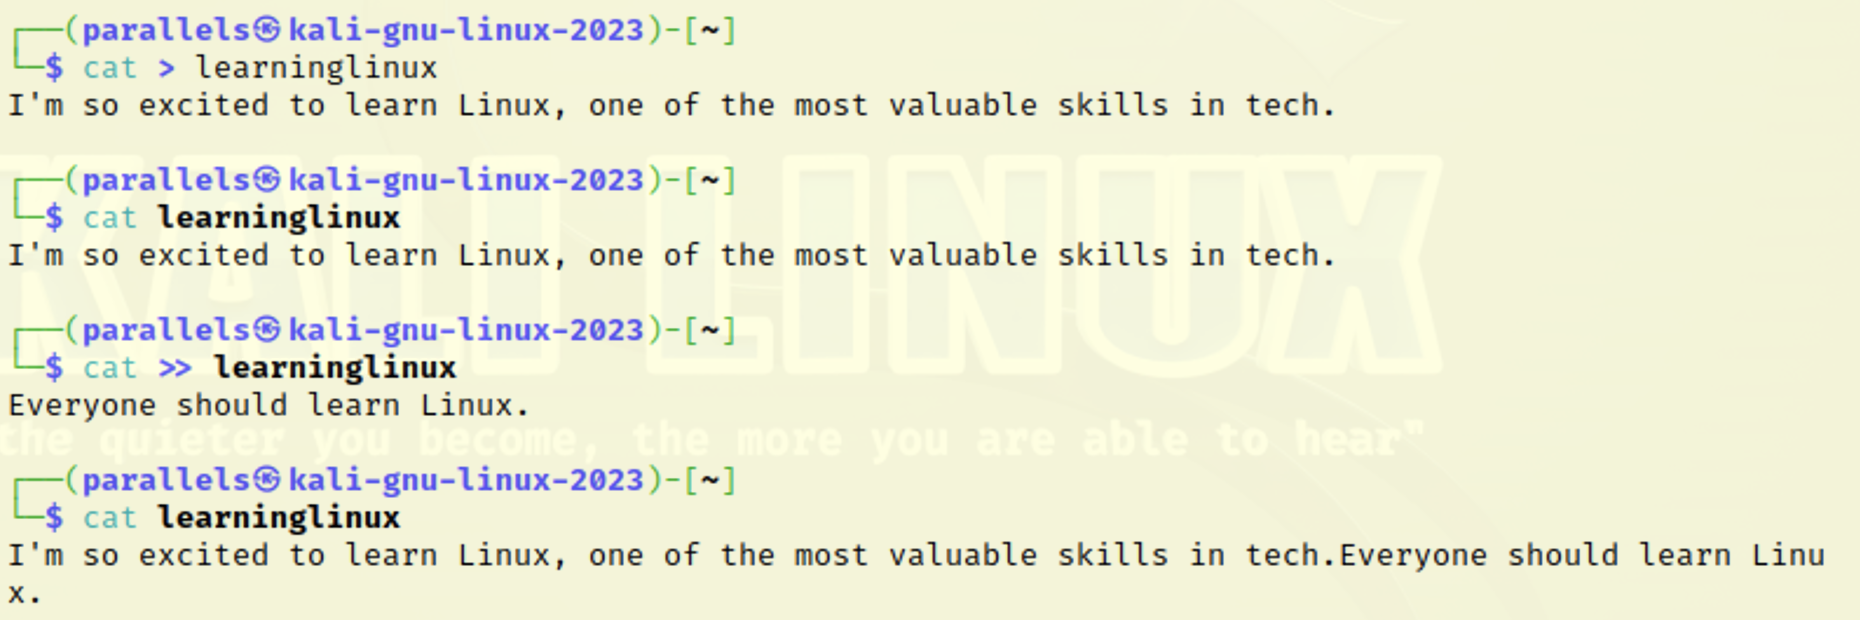 ┌──(parallels㉿kali-gnu-linux-2023)-[~]
└─$ cat > learninglinux
I'm so excited to learn Linux, one of the most valuable skills in tech.
KALI LINUX
┌──(parallels㉿kali-gnu-linux-2023)-[~]
└─$ cat learninglinux
I'm so excited to learn Linux, one of the most valuable skills in tech.
┌──(parallels㉿kali-gnu-linux-2023)-[~]
└─$ cat >> learninglinux
Everyone should learn Linux.
the quieter you become, the more you are able to hear"
┌──(parallels㉿kali-gnu-linux-2023)-[~]
└─$ cat learninglinux
I'm so excited to learn Linux, one of the most valuable skills in tech.Everyone should learn Linu
x.